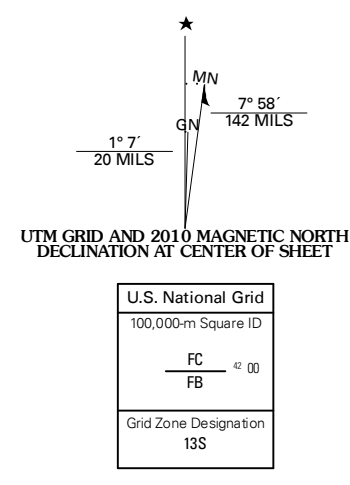 ★
MN
7° 58´
142 MILS
GN
1° 7´
20 MILS
UTM GRID AND 2010 MAGNETIC NORTH
DECLINATION AT CENTER OF SHEET
U.S. National Grid
100,000-m Square ID
FC
42 00
FB
Grid Zone Designation
13S